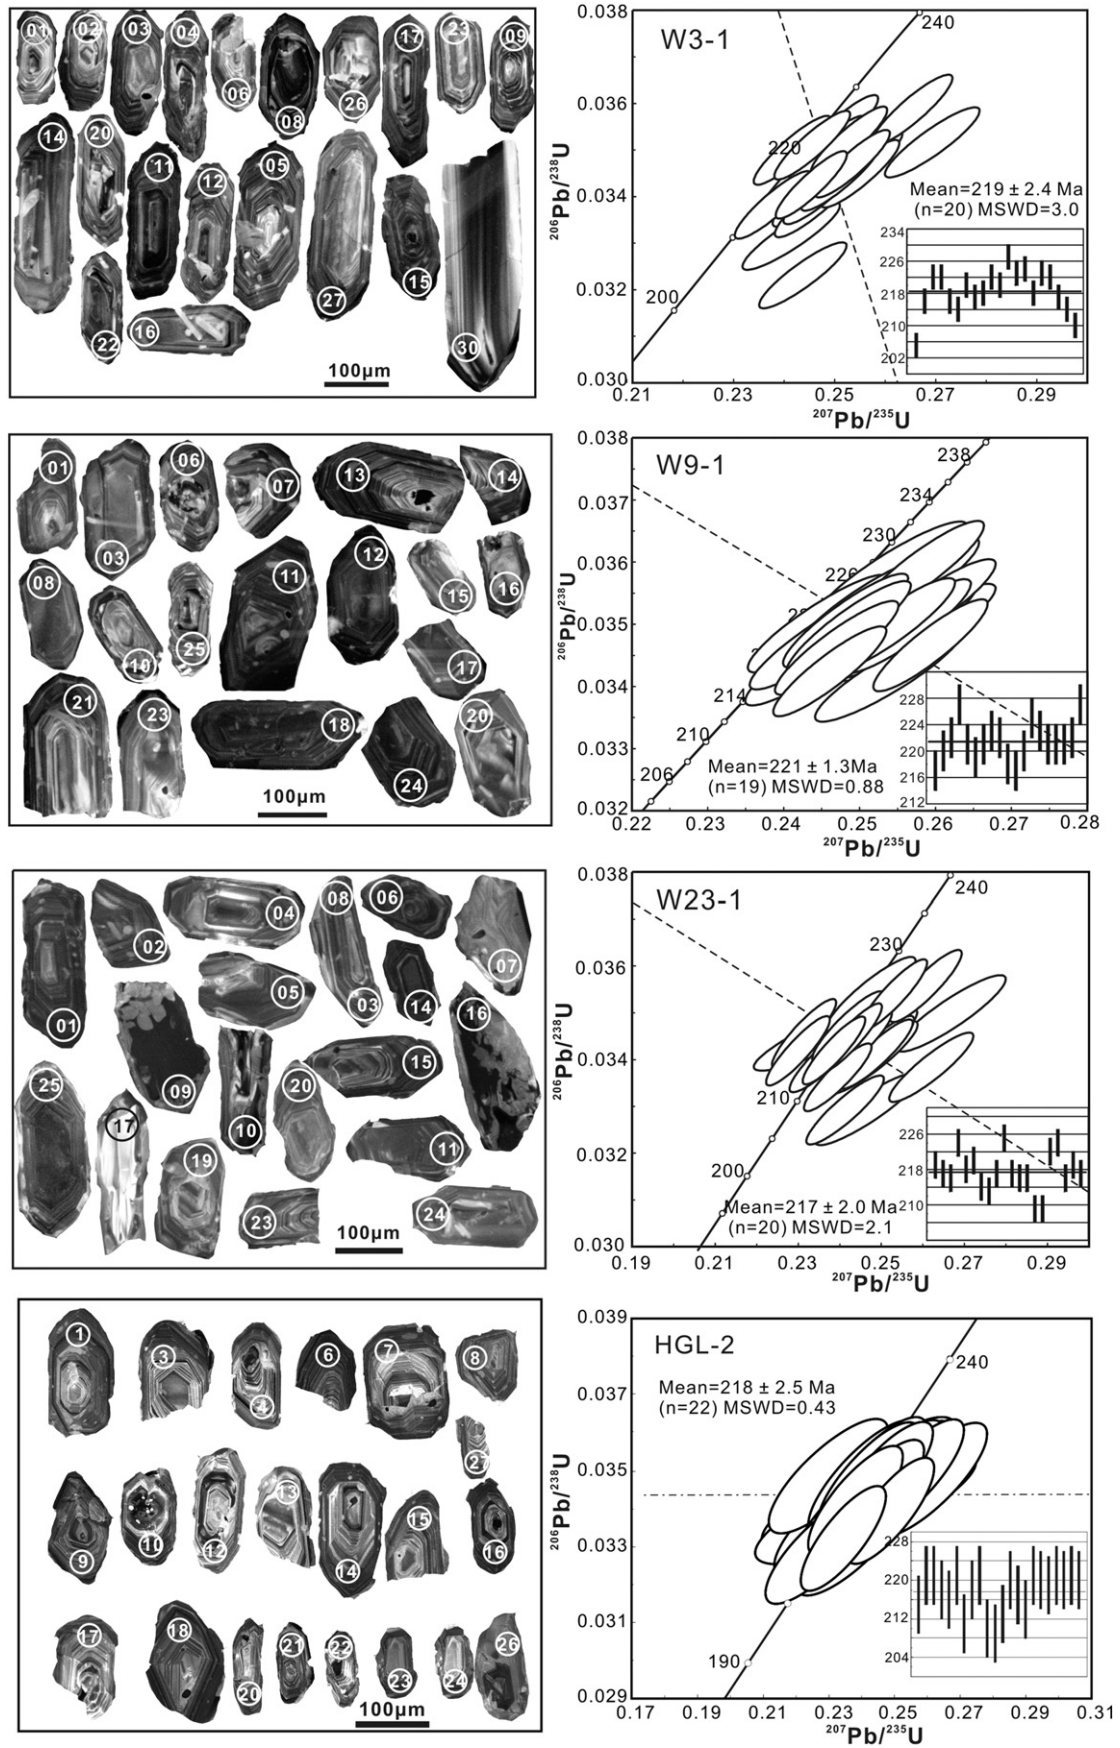 01 02 03 04 06 08 26 17 23 09
14 20 11 12 05 27 15 30
22 16
100μm
W3-1
240
220
200
Mean=219 ± 2.4 Ma
(n=20) MSWD=3.0
234
226
218
210
202
0.038
0.036
0.034
0.032
0.030
0.21 0.23 0.25 0.27 0.29
206Pb/238U
207Pb/235U
01 03 06 07 13 14
08 10 25 11 12 15 16
17
21 23 18 24 20
100μm
W9-1
238
234
230
226
214
210
206
Mean=221 ± 1.3Ma
(n=19) MSWD=0.88
228
224
220
216
212
0.038
0.037
0.036
0.035
0.034
0.033
0.032
0.22 0.23 0.24 0.25 0.26 0.27 0.28
206Pb/238U
207Pb/235U
01 02 04 08 03 06 07
05 14 16
09 10 15
25 17 19 20 11
23 24
100μm
W23-1
240
230
210
200
Mean=217 ± 2.0 Ma
(n=20) MSWD=2.1
226
218
210
0.038
0.036
0.034
0.032
0.030
0.19 0.21 0.23 0.25 0.27 0.29
206Pb/238U
207Pb/235U
1 3 4 6 7 8
27
9 10 12 13 14 15 16
17 18 20 21 22 23 24 26
100μm
HGL-2
240
190
Mean=218 ± 2.5 Ma
(n=22) MSWD=0.43
228
220
212
204
0.039
0.037
0.035
0.033
0.031
0.029
0.17 0.19 0.21 0.23 0.25 0.27 0.29 0.31
206Pb/238U
207Pb/235U